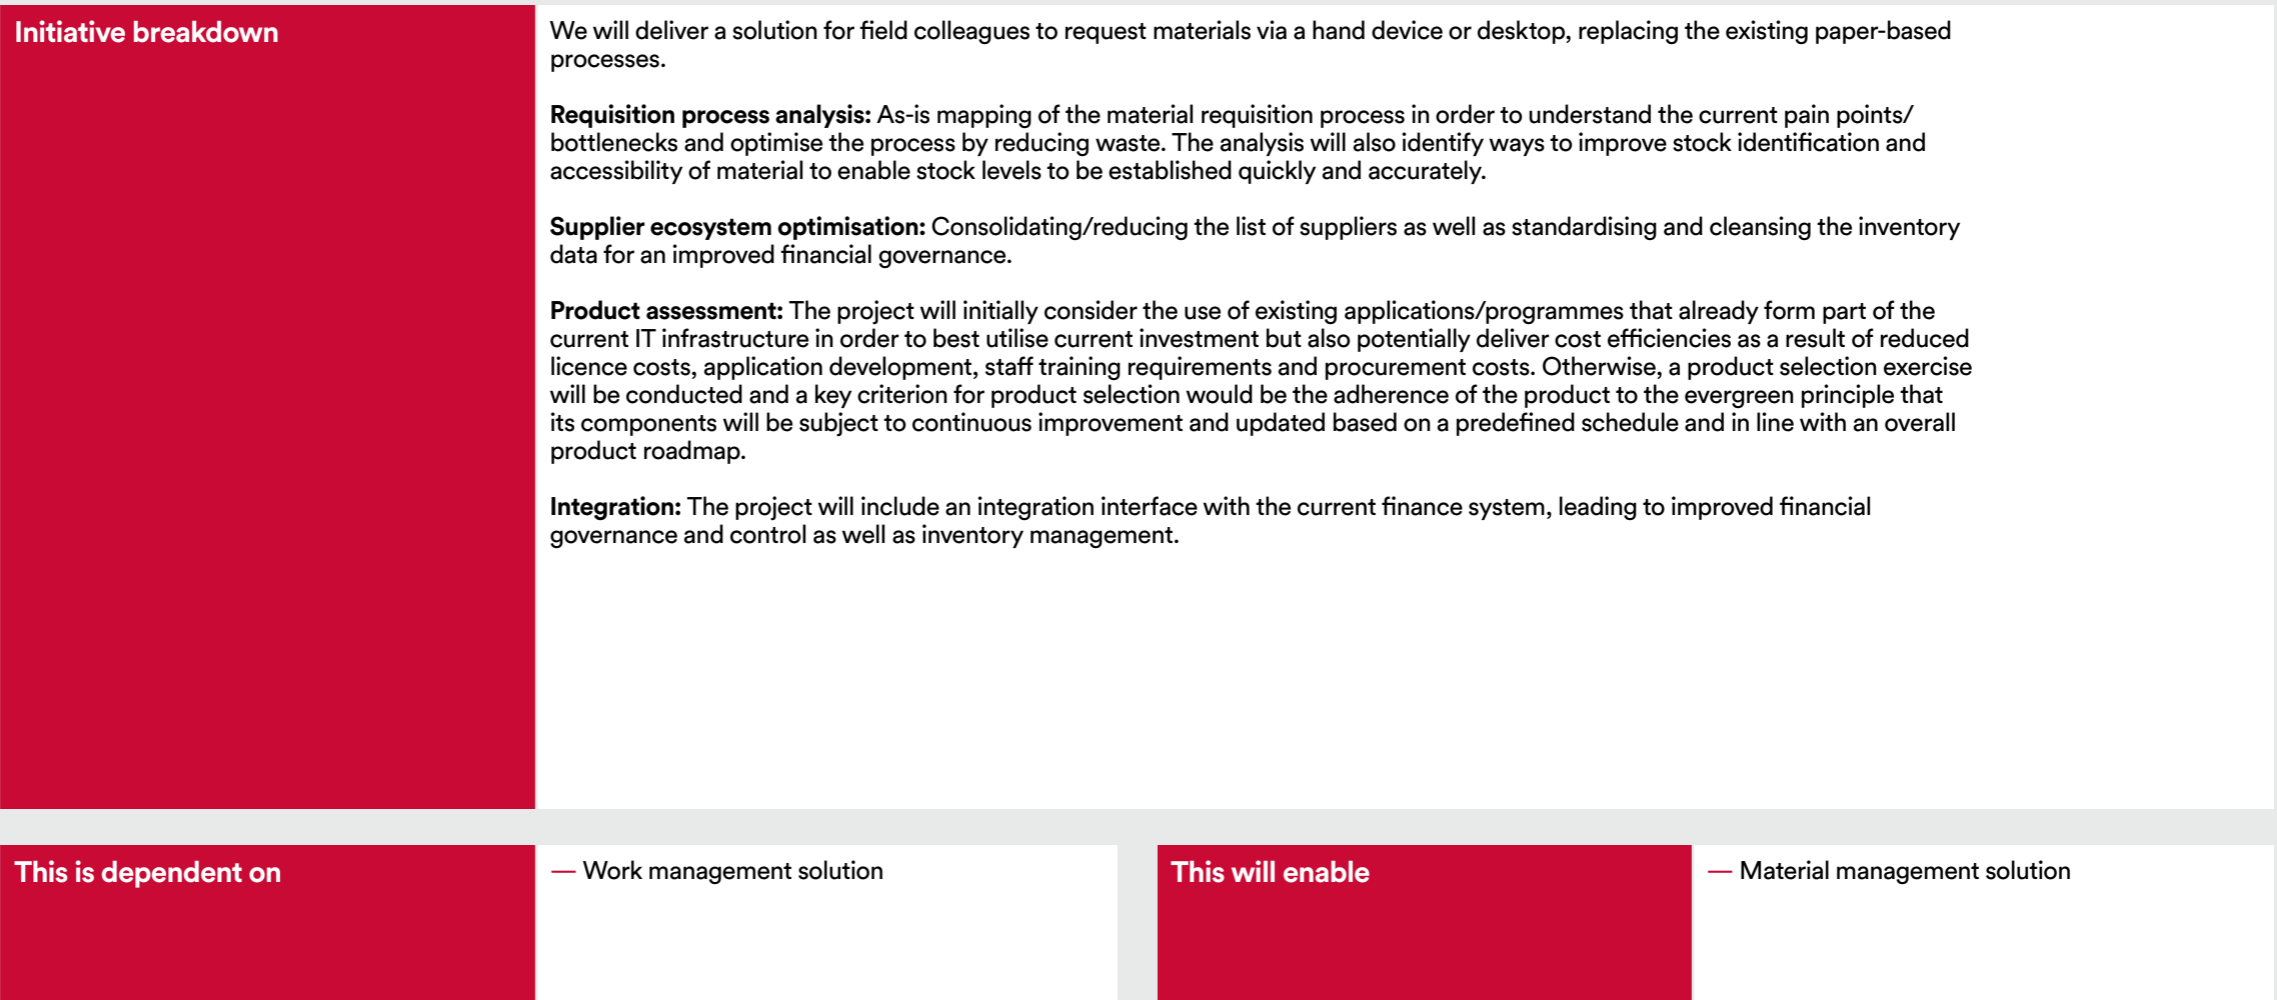 Initiative breakdown
We will deliver a solution for field colleagues to request materials via a hand device or desktop, replacing the existing paper-based
processes.
Requisition process analysis: As-is mapping of the material requisition process in order to understand the current pain points/
bottlenecks and optimise the process by reducing waste. The analysis will also identify ways to improve stock identification and
accessibility of material to enable stock levels to be established quickly and accurately.
Supplier ecosystem optimisation: Consolidating/reducing the list of suppliers as well as standardising and cleansing the inventory
data for an improved financial governance.
Product assessment: The project will initially consider the use of existing applications/programmes that already form part of the
current IT infrastructure in order to best utilise current investment but also potentially deliver cost efficiencies as a result of reduced
licence costs, application development, staff training requirements and procurement costs. Otherwise, a product selection exercise
will be conducted and a key criterion for product selection would be the adherence of the product to the evergreen principle that
its components will be subject to continuous improvement and updated based on a predefined schedule and in line with an overall
product roadmap.
Integration: The project will include an integration interface with the current finance system, leading to improved financial
governance and control as well as inventory management.
This is dependent on
— Work management solution
This will enable
— Material management solution